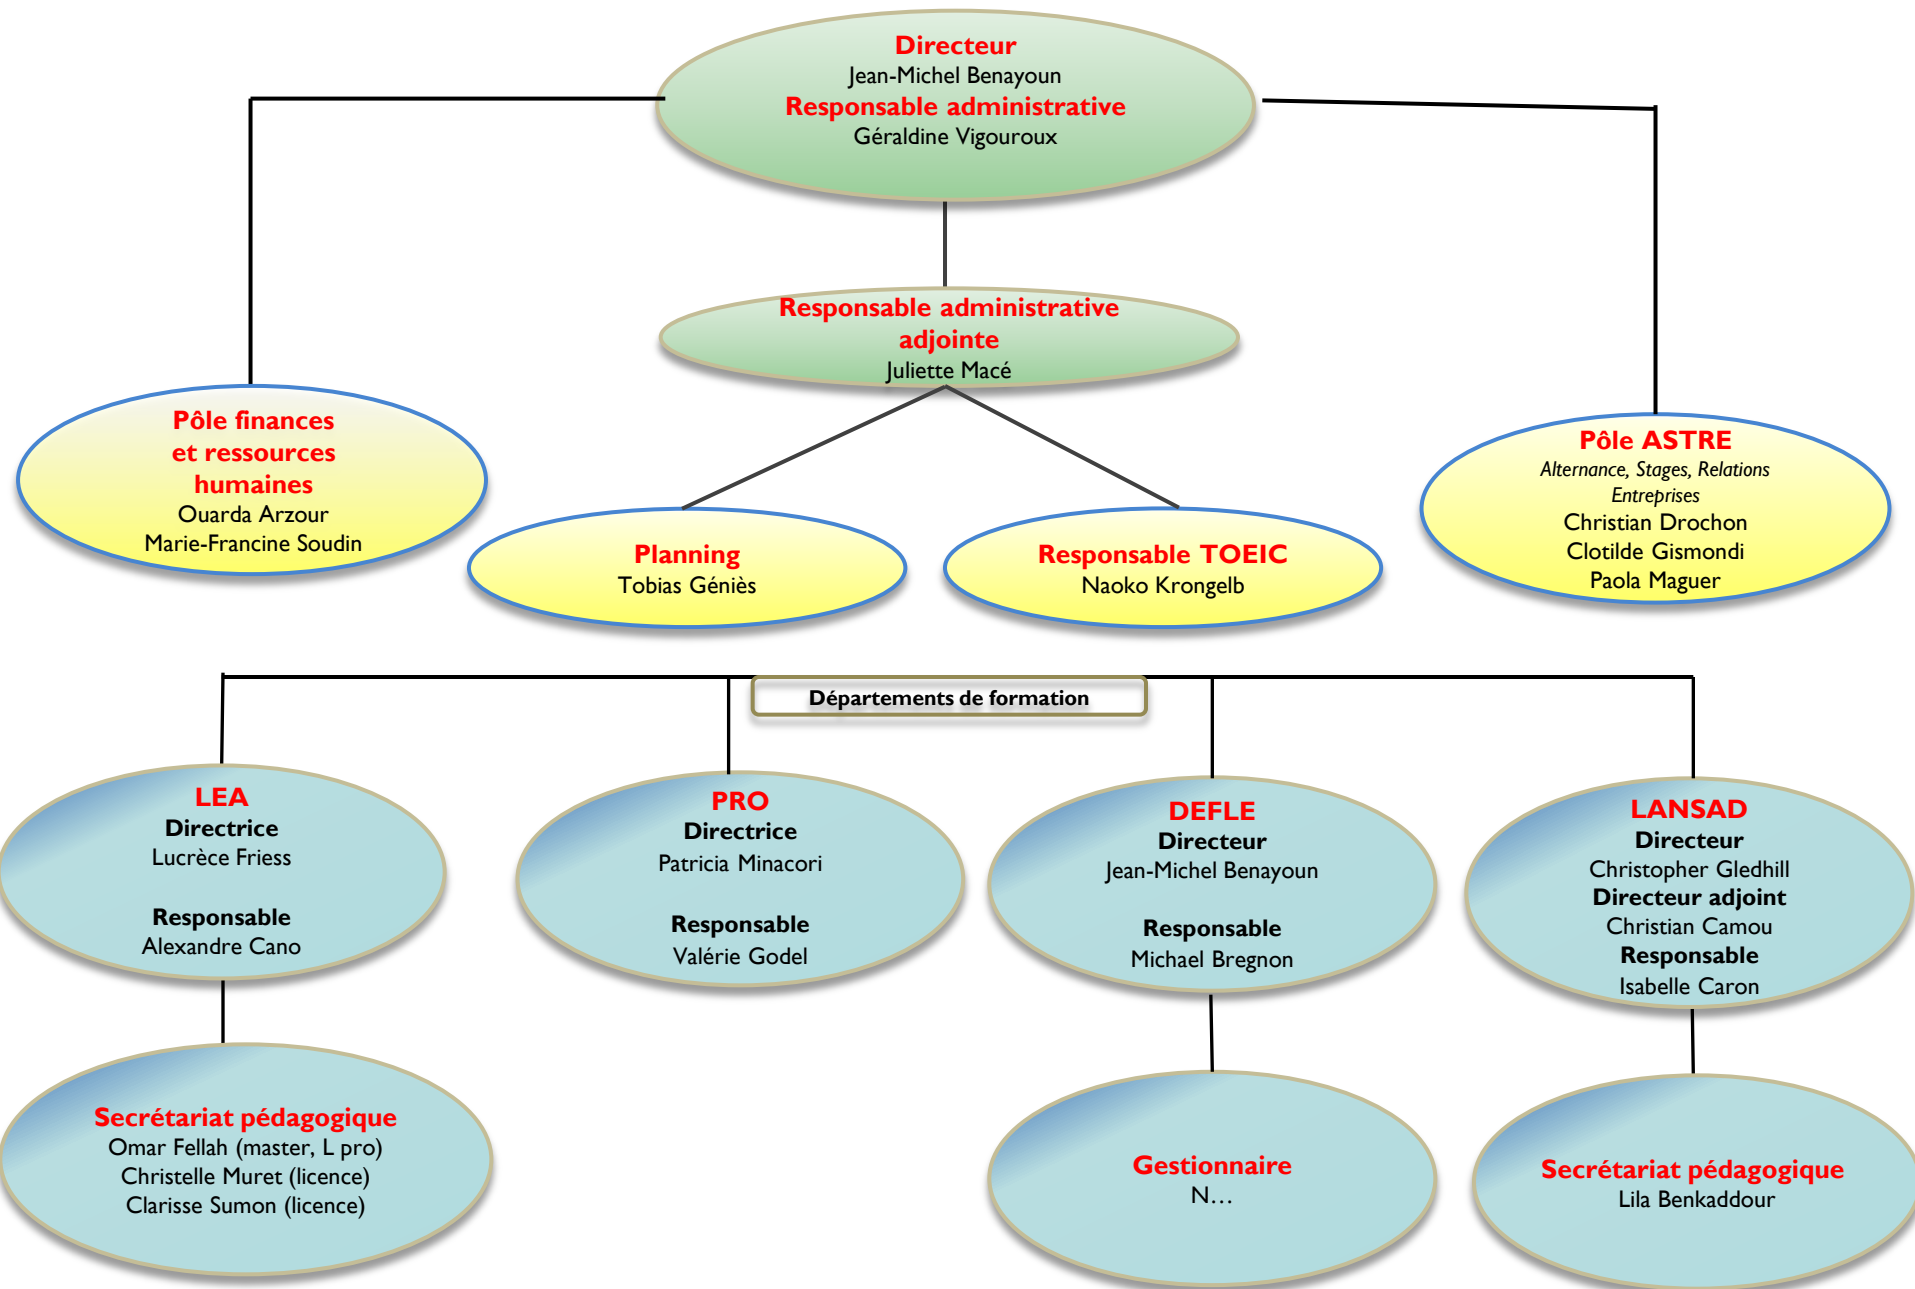 Directeur
Jean-Michel Benayoun
Responsable administrative
Géraldine Vigouroux
Responsable administrative
adjointe
Juliette Macé
Pôle finances
et ressources
humaines
Ouarda Arzour
Marie-Francine Soudin
Planning
Tobias Géniès
Responsable TOEIC
Naoko Krongelb
Pôle ASTRE
Alternance, Stages, Relations
Entreprises
Christian Drochon
Clotilde Gismondi
Paola Maguer
Départements de formation
LEA
Directrice
Lucrèce Friess
Responsable
Alexandre Cano
PRO
Directrice
Patricia Minacori
Responsable
Valérie Godel
DEFLE
Directeur
Jean-Michel Benayoun
Responsable
Michael Bregnon
LANSAD
Directeur
Christopher Gledhill
Directeur adjoint
Christian Camou
Responsable
Isabelle Caron
Secrétariat pédagogique
Omar Fellah (master, L pro)
Christelle Muret (licence)
Clarisse Sumon (licence)
Gestionnaire
N…
Secrétariat pédagogique
Lila Benkaddour